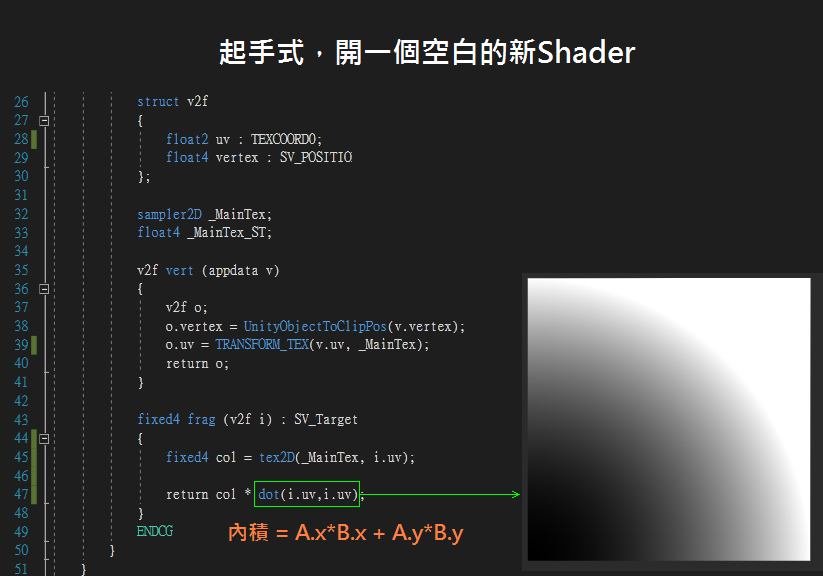 起手式，開一個空白的新Shader
26 struct v2f
27 {
28 float2 uv : TEXCOORD0;
29 float4 vertex : SV_POSITIO
30 };
31
32 sampler2D _MainTex;
33 float4 _MainTex_ST;
34
35 v2f vert (appdata v)
36 {
37 v2f o;
38 o.vertex = UnityObjectToClipPos(v.vertex);
39 o.uv = TRANSFORM_TEX(v.uv, _MainTex);
40 return o;
41 }
42
43 fixed4 frag (v2f i) : SV_Target
44 {
45 fixed4 col = tex2D(_MainTex, i.uv);
46
47 return col * dot(i.uv,i.uv);
48 }
49 ENDCG
內積 = A.x*B.x + A.y*B.y
50 }
51 }